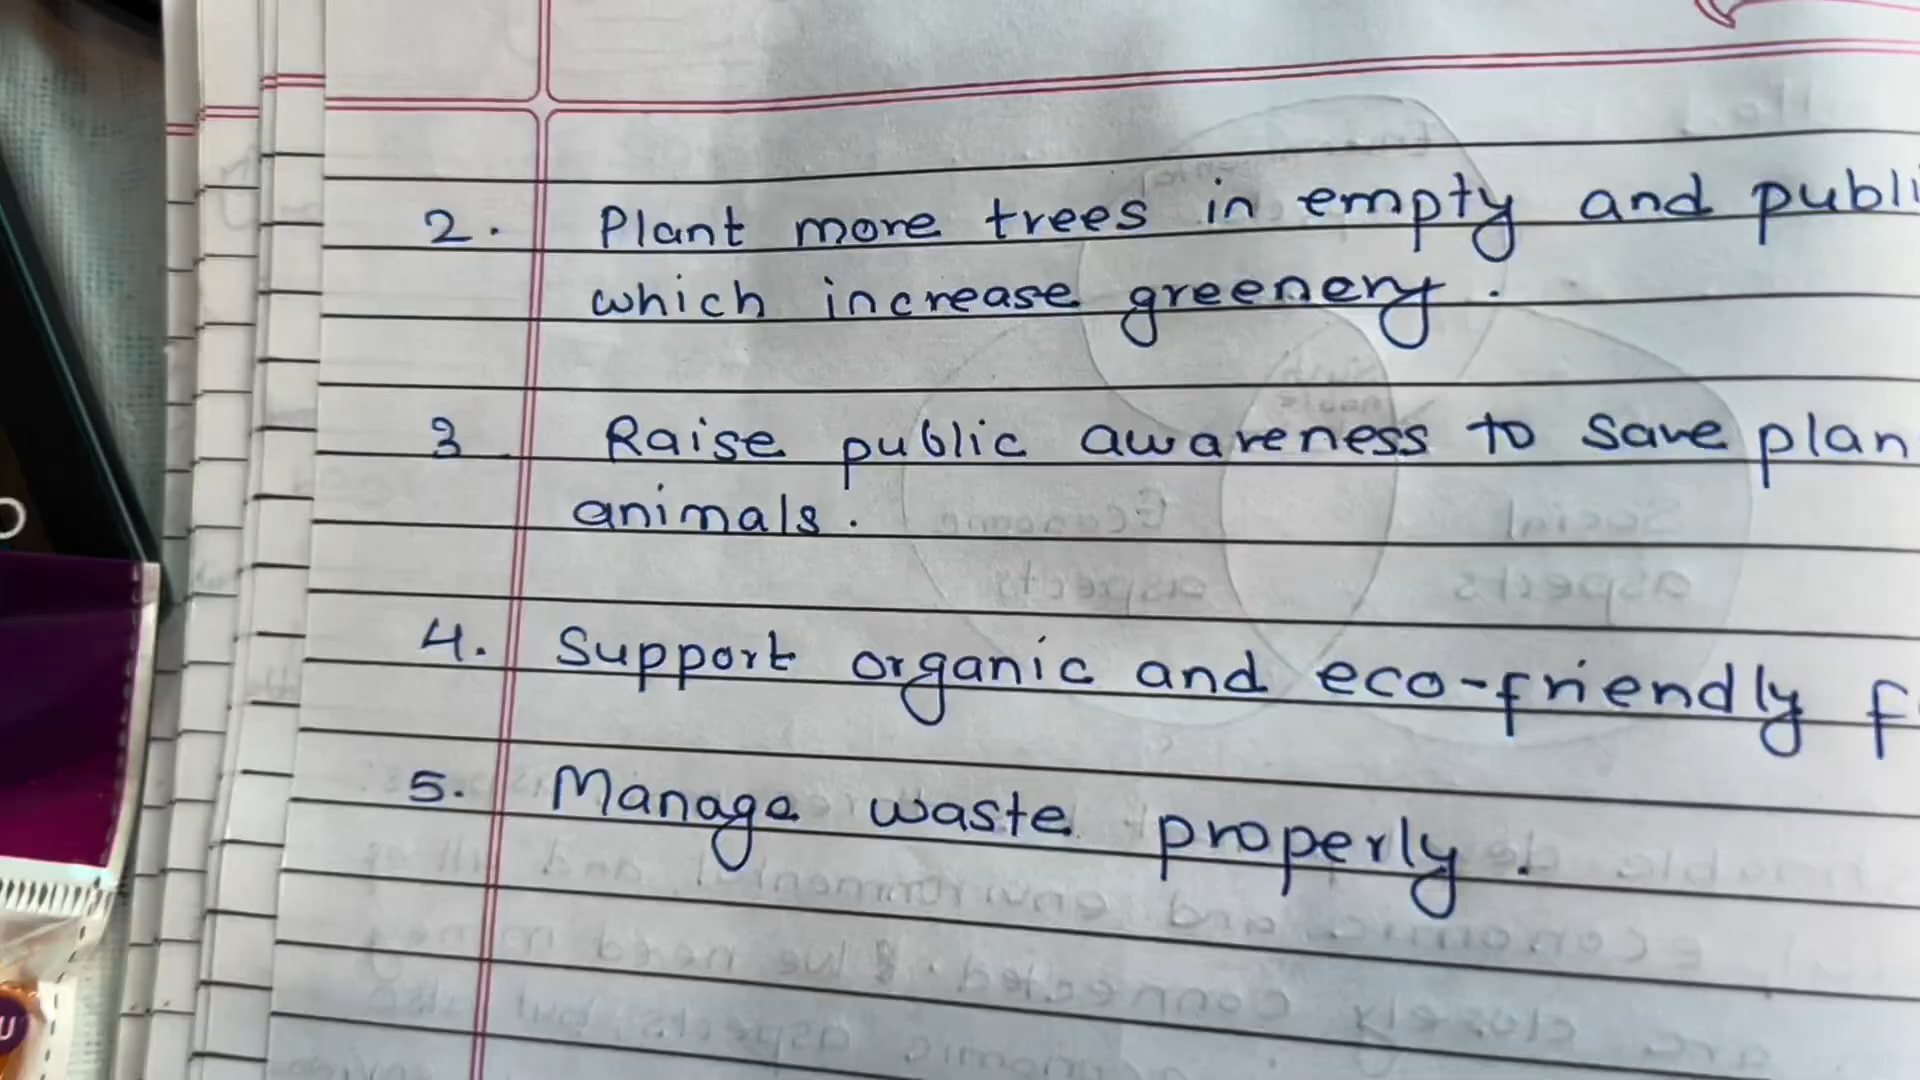 2. Plant more trees in empty and publi
which increase greenery.
3 Raise public awareness to save plan
animals.
4. Support organic and eco-friendly f
5. Manage waste properly.